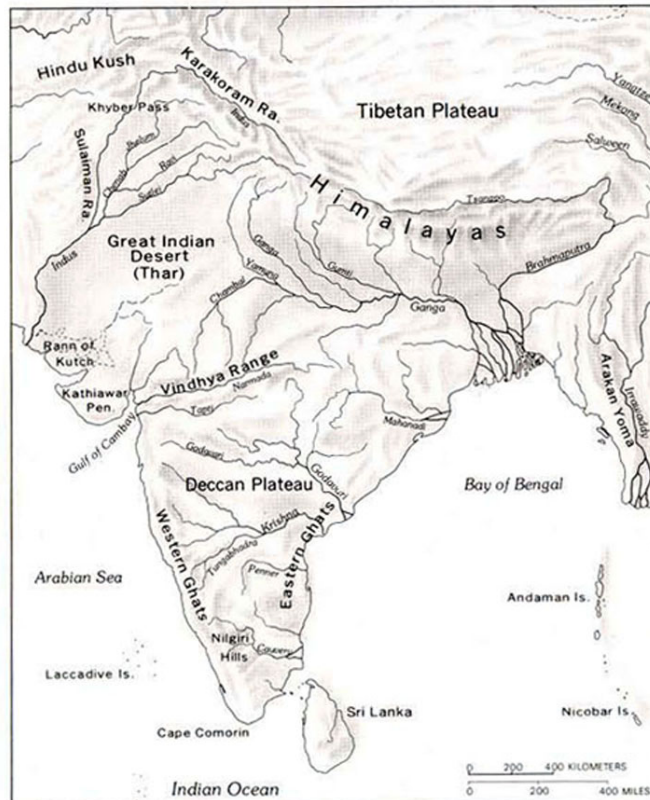 Hindu Kush
Karakoram Ra.
Khyber Pass
Indus
Tibetan Plateau
Yangtze
Mekong
Salween
Sulaiman Ra.
Jhelum
Chenab
Ravi
Sutlej
Himalayas
Tsangpo
Indus
Great Indian
Desert
(Thar)
Ganga
Yamuna
Gumti
Chambal
Brahmaputra
Ganga
Rann of
Kutch
Vindhya Range
Narmada
Kathiawar
Pen.
Tapti
Gulf of Cambay
Mahanadi
Arakan Yoma
Irrawaddy
Godavari
Godavari
Deccan Plateau
Bay of Bengal
Krishna
Western Ghats
Tungabhadra
Eastern Ghats
Penner
Arabian Sea
Andaman Is.
Nilgiri
Hills
Cauvery
Laccadive Is.
Sri Lanka
Nicobar Is.
Cape Comorin
Indian Ocean
0 200 400 KILOMETERS
0 200 400 MILES